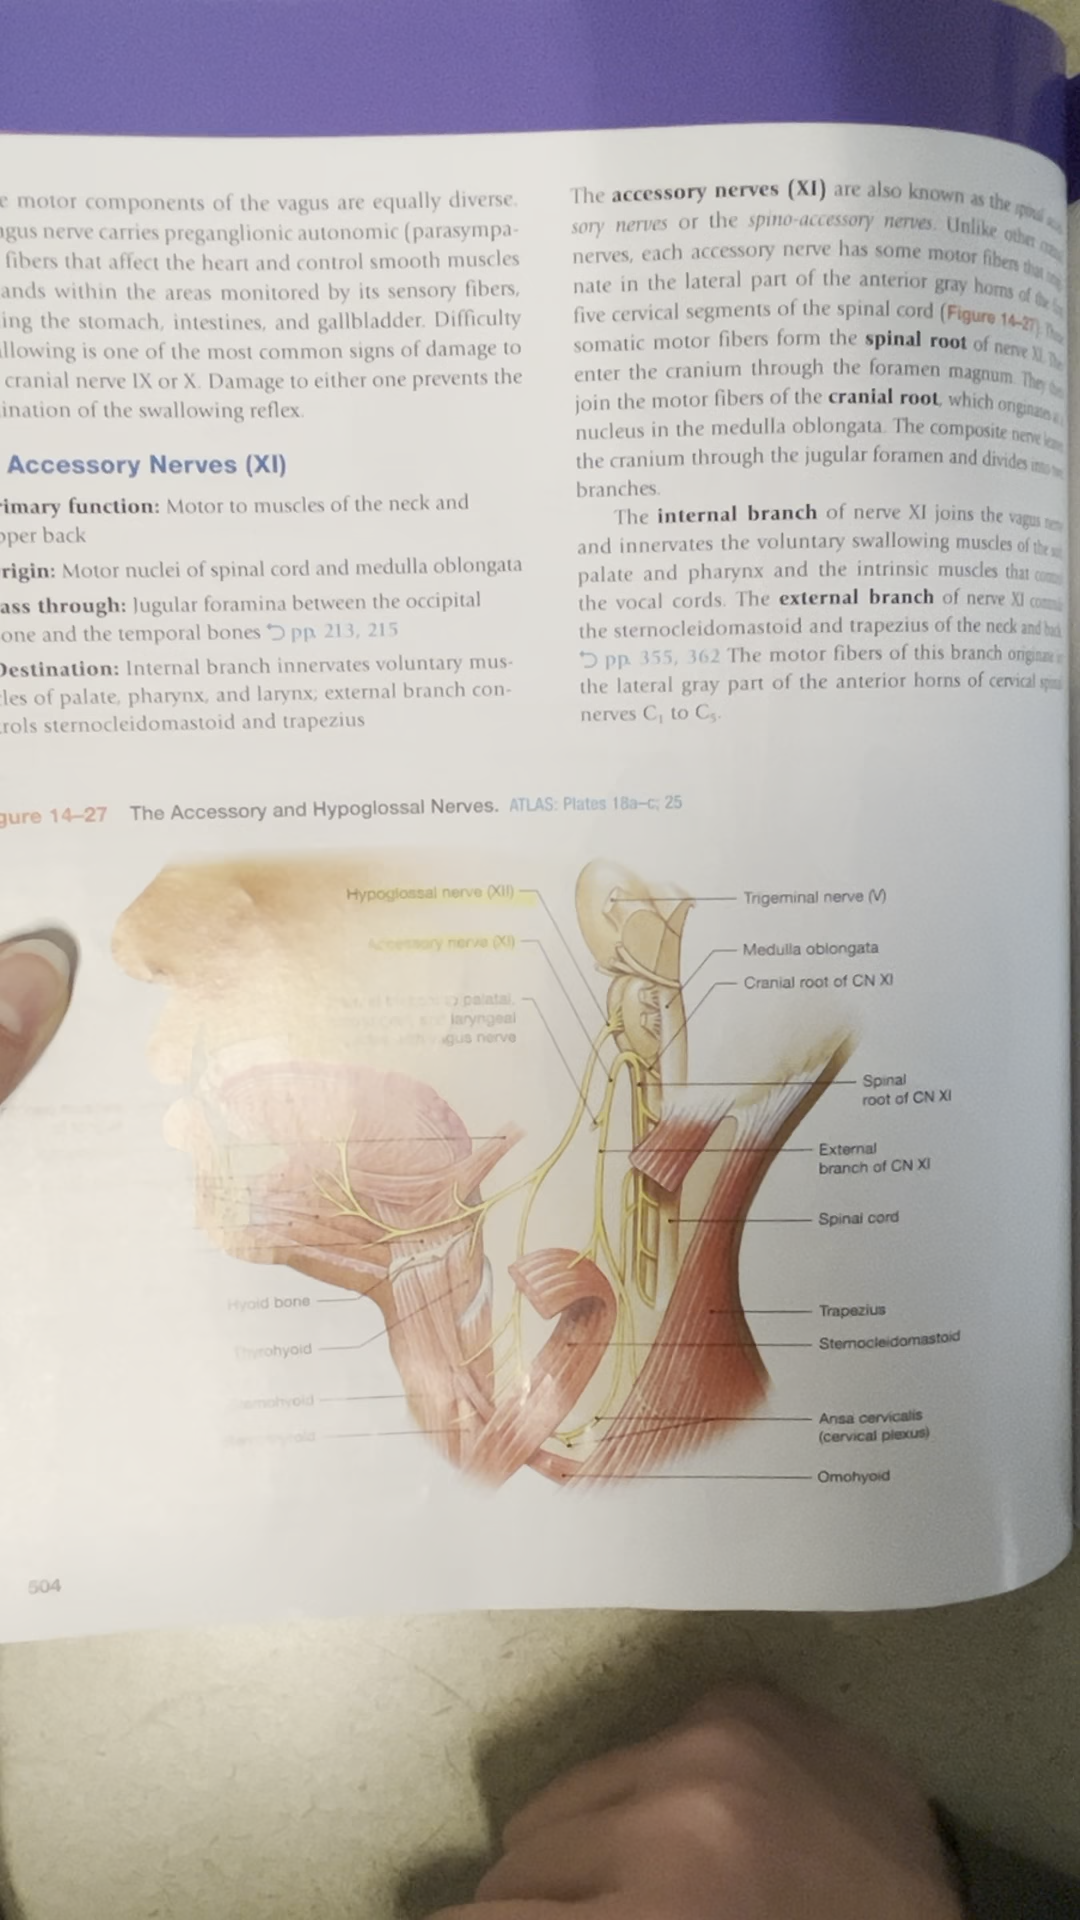 e motor components of the vagus are equally diverse.
agus nerve carries preganglionic autonomic (parasympa-
fibers that affect the heart and control smooth muscles
ands within the areas monitored by its sensory fibers,
ing the stomach, intestines, and gallbladder. Difficulty
llowing is one of the most common signs of damage to
cranial nerve IX or X. Damage to either one prevents the
ination of the swallowing reflex.
Accessory Nerves (XI)
rimary function: Motor to muscles of the neck and
pper back
rigin: Motor nuclei of spinal cord and medulla oblongata
ass through: Jugular foramina between the occipital
one and the temporal bones pp. 213, 215
Destination: Internal branch innervates voluntary mus-
cles of palate, pharynx, and larynx; external branch con-
trols sternocleidomastoid and trapezius
The accessory nerves (XI) are also known as the spinal
sory nerves or the spino-accessory nerves. Unlike other
nerves, each accessory nerve has some motor fibers that
nate in the lateral part of the anterior gray horns of the
five cervical segments of the spinal cord (Figure 14–27).
somatic motor fibers form the spinal root of nerve XI.
enter the cranium through the foramen magnum. They
join the motor fibers of the cranial root, which
nucleus in the medulla oblongata. The composite nerve
the cranium through the jugular foramen and divides
branches.
The internal branch of nerve XI joins the vagus
and innervates the voluntary swallowing muscles of the
palate and pharynx and the intrinsic muscles that
the vocal cords. The external branch of nerve XI
the sternocleidomastoid and trapezius of the neck and back
pp. 355, 362 The motor fibers of this branch
the lateral gray part of the anterior horns of cervical
nerves C₁ to C₅.
gure 14–27 The Accessory and Hypoglossal Nerves. ATLAS: Plates 18a–c; 25
Hypoglossal nerve (XII)
Accessory nerve (XI)
palatal,
laryngeal
nerve
Hyoid bone
Thyrohyoid
Trigeminal nerve (V)
Medulla oblongata
Cranial root of CN XI
Spinal
root of CN XI
External
branch of CN XI
Spinal cord
Trapezius
Sternocleidomastoid
Ansa cervicalis
(cervical plexus)
Omohyoid
504